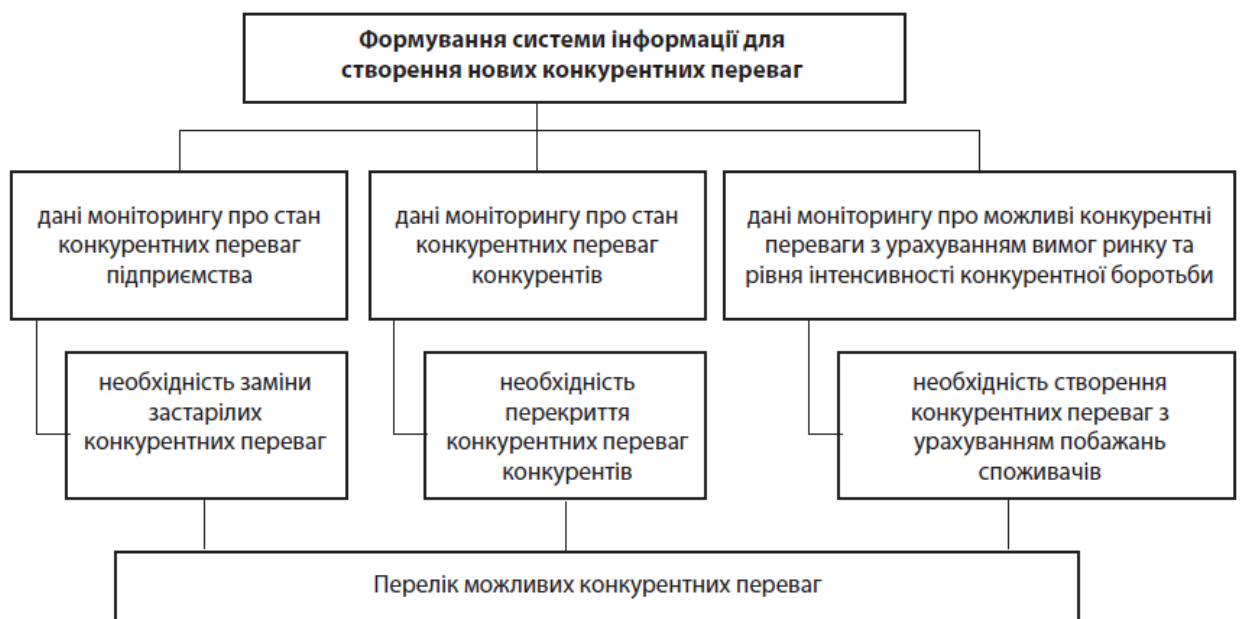 Формування системи інформації для
створення нових конкурентних переваг
дані моніторингу про стан
конкурентних переваг
підприємства
дані моніторингу про стан
конкурентних переваг
конкурентів
дані моніторингу про можливі конкурентні
переваги з урахуванням вимог ринку та
рівня інтенсивності конкурентної боротьби
необхідність заміни
застарілих
конкурентних переваг
необхідність
перекриття
конкурентних переваг
конкурентів
необхідність створення
конкурентних переваг з
урахуванням побажань
споживачів
Перелік можливих конкурентних переваг